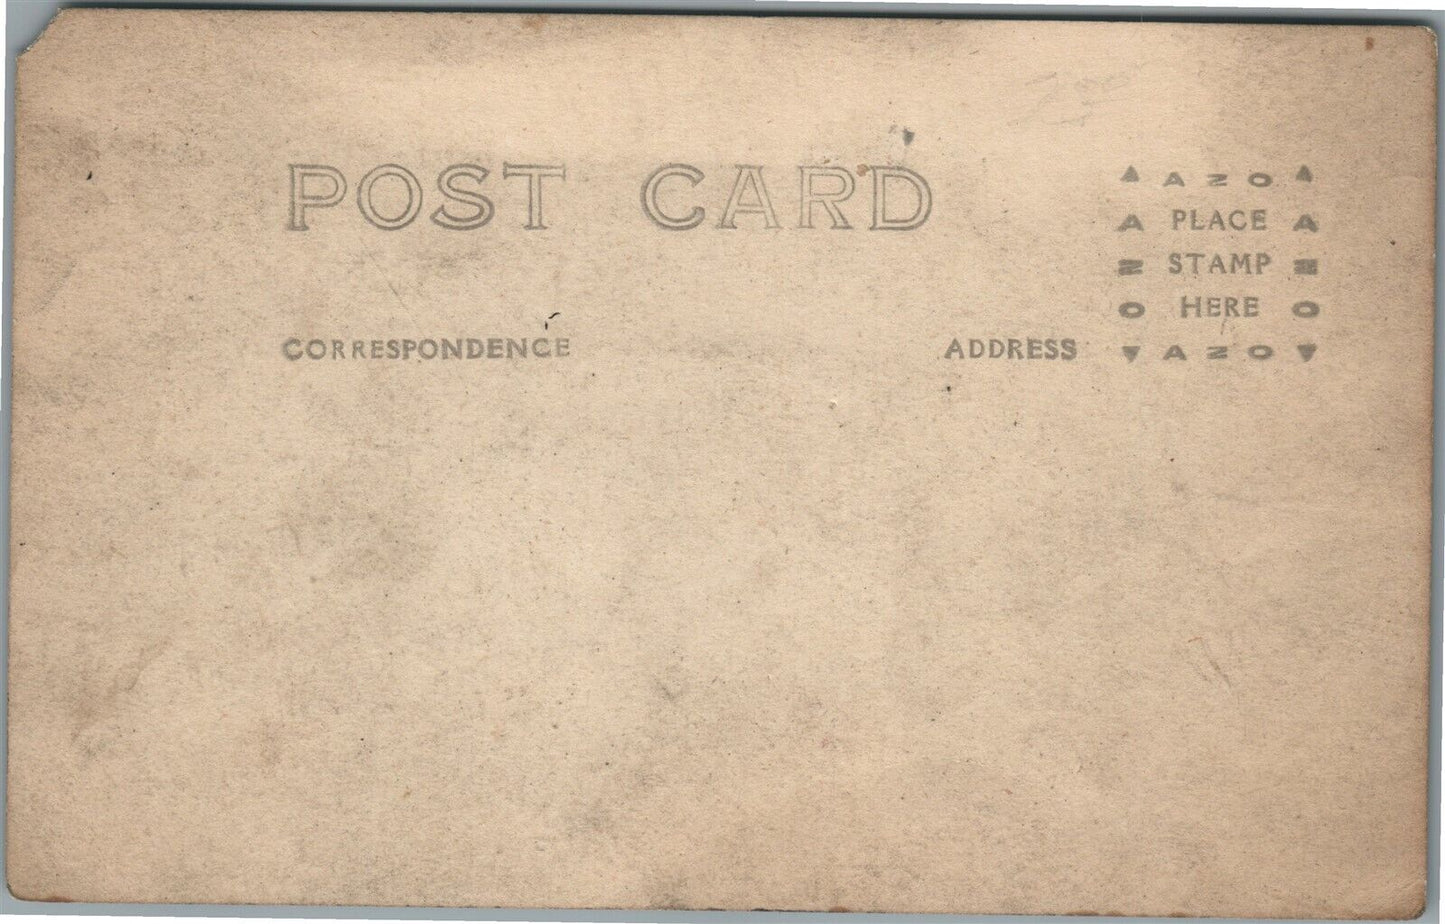 POST CARD
CORRESPONDENCE
ADDRESS
AZO
A PLACE A
Z STAMP Z
O HERE O
AZO